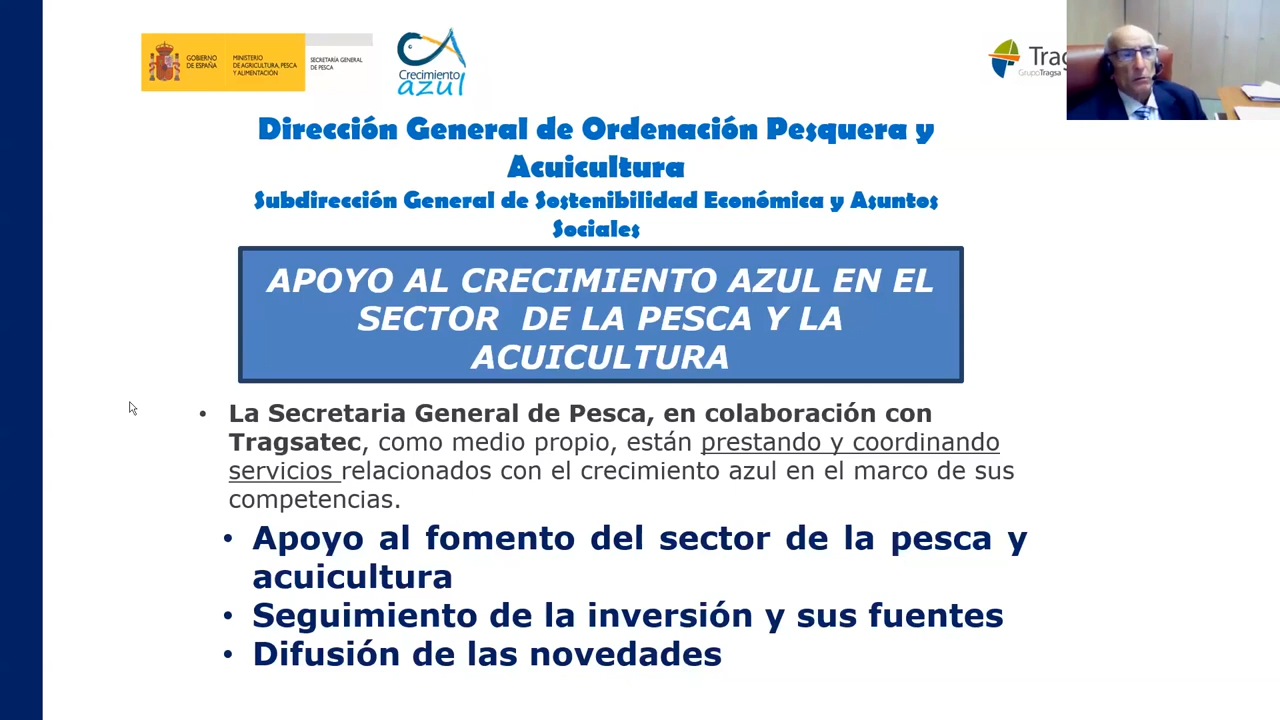 GOBIERNO
DE ESPAÑA
MINISTERIO
DE AGRICULTURA, PESCA
Y ALIMENTACIÓN
SECRETARÍA GENERAL
DE PESCA
Crecimiento
azul
GrupoTragsa
Dirección General de Ordenación Pesquera y
Acuicultura
Subdirección General de Sostenibilidad Económica y Asuntos
Sociales
APOYO AL CRECIMIENTO AZUL EN EL
SECTOR DE LA PESCA Y LA
ACUICULTURA
• La Secretaria General de Pesca, en colaboración con
Tragsatec, como medio propio, están prestando y coordinando
servicios relacionados con el crecimiento azul en el marco de sus
competencias.
• Apoyo al fomento del sector de la pesca y
acuicultura
• Seguimiento de la inversión y sus fuentes
• Difusión de las novedades